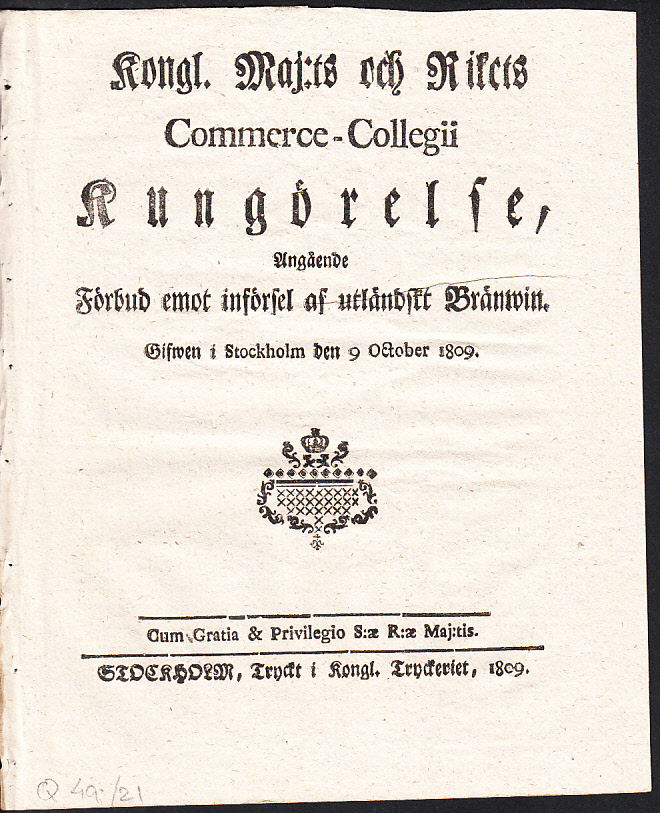 Kongl. Maj:ts och Rikets
Commerce-Collegii
Kungörelse,
Angående
Förbud emot införsel af utländskt Bränwin.
Gifwen i Stockholm den 9 October 1809.
Cum Gratia & Privilegio S:æ R:æ Maj:tis.
STOCKHOLM, Tryckt i Kongl. Tryckeriet, 1809.
Q 49:/21